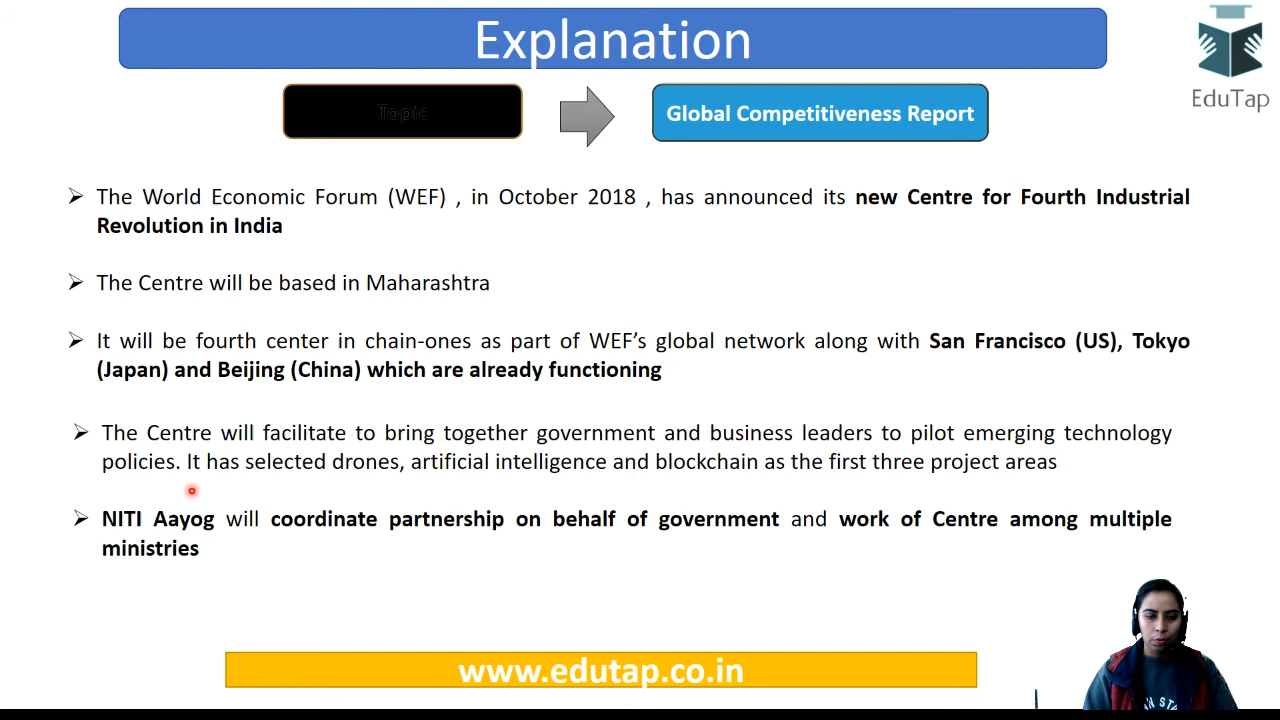 Explanation
EduTap
Topic
Global Competitiveness Report
The World Economic Forum (WEF) , in October 2018 , has announced its new Centre for Fourth Industrial
Revolution in India
The Centre will be based in Maharashtra
It will be fourth center in chain-ones as part of WEF’s global network along with San Francisco (US), Tokyo
(Japan) and Beijing (China) which are already functioning
The Centre will facilitate to bring together government and business leaders to pilot emerging technology
policies. It has selected drones, artificial intelligence and blockchain as the first three project areas
NITI Aayog will coordinate partnership on behalf of government and work of Centre among multiple
ministries
www.edutap.co.in